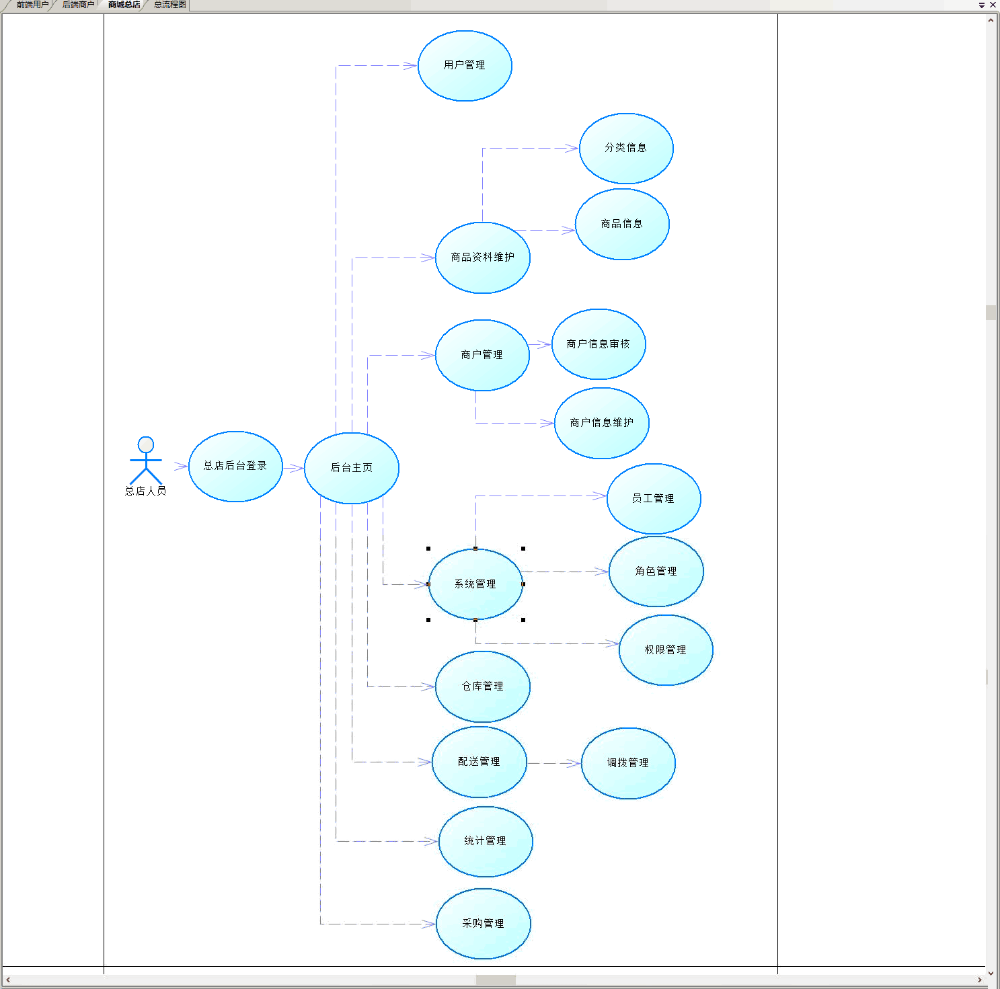 前端用户
后端商户
商城总店
总流程图
用户管理
分类信息
商品信息
商品资料维护
商户管理
商户信息审核
商户信息维护
总店人员
总店后台登录
后台主页
员工管理
角色管理
系统管理
权限管理
仓库管理
配送管理
调拨管理
统计管理
采购管理